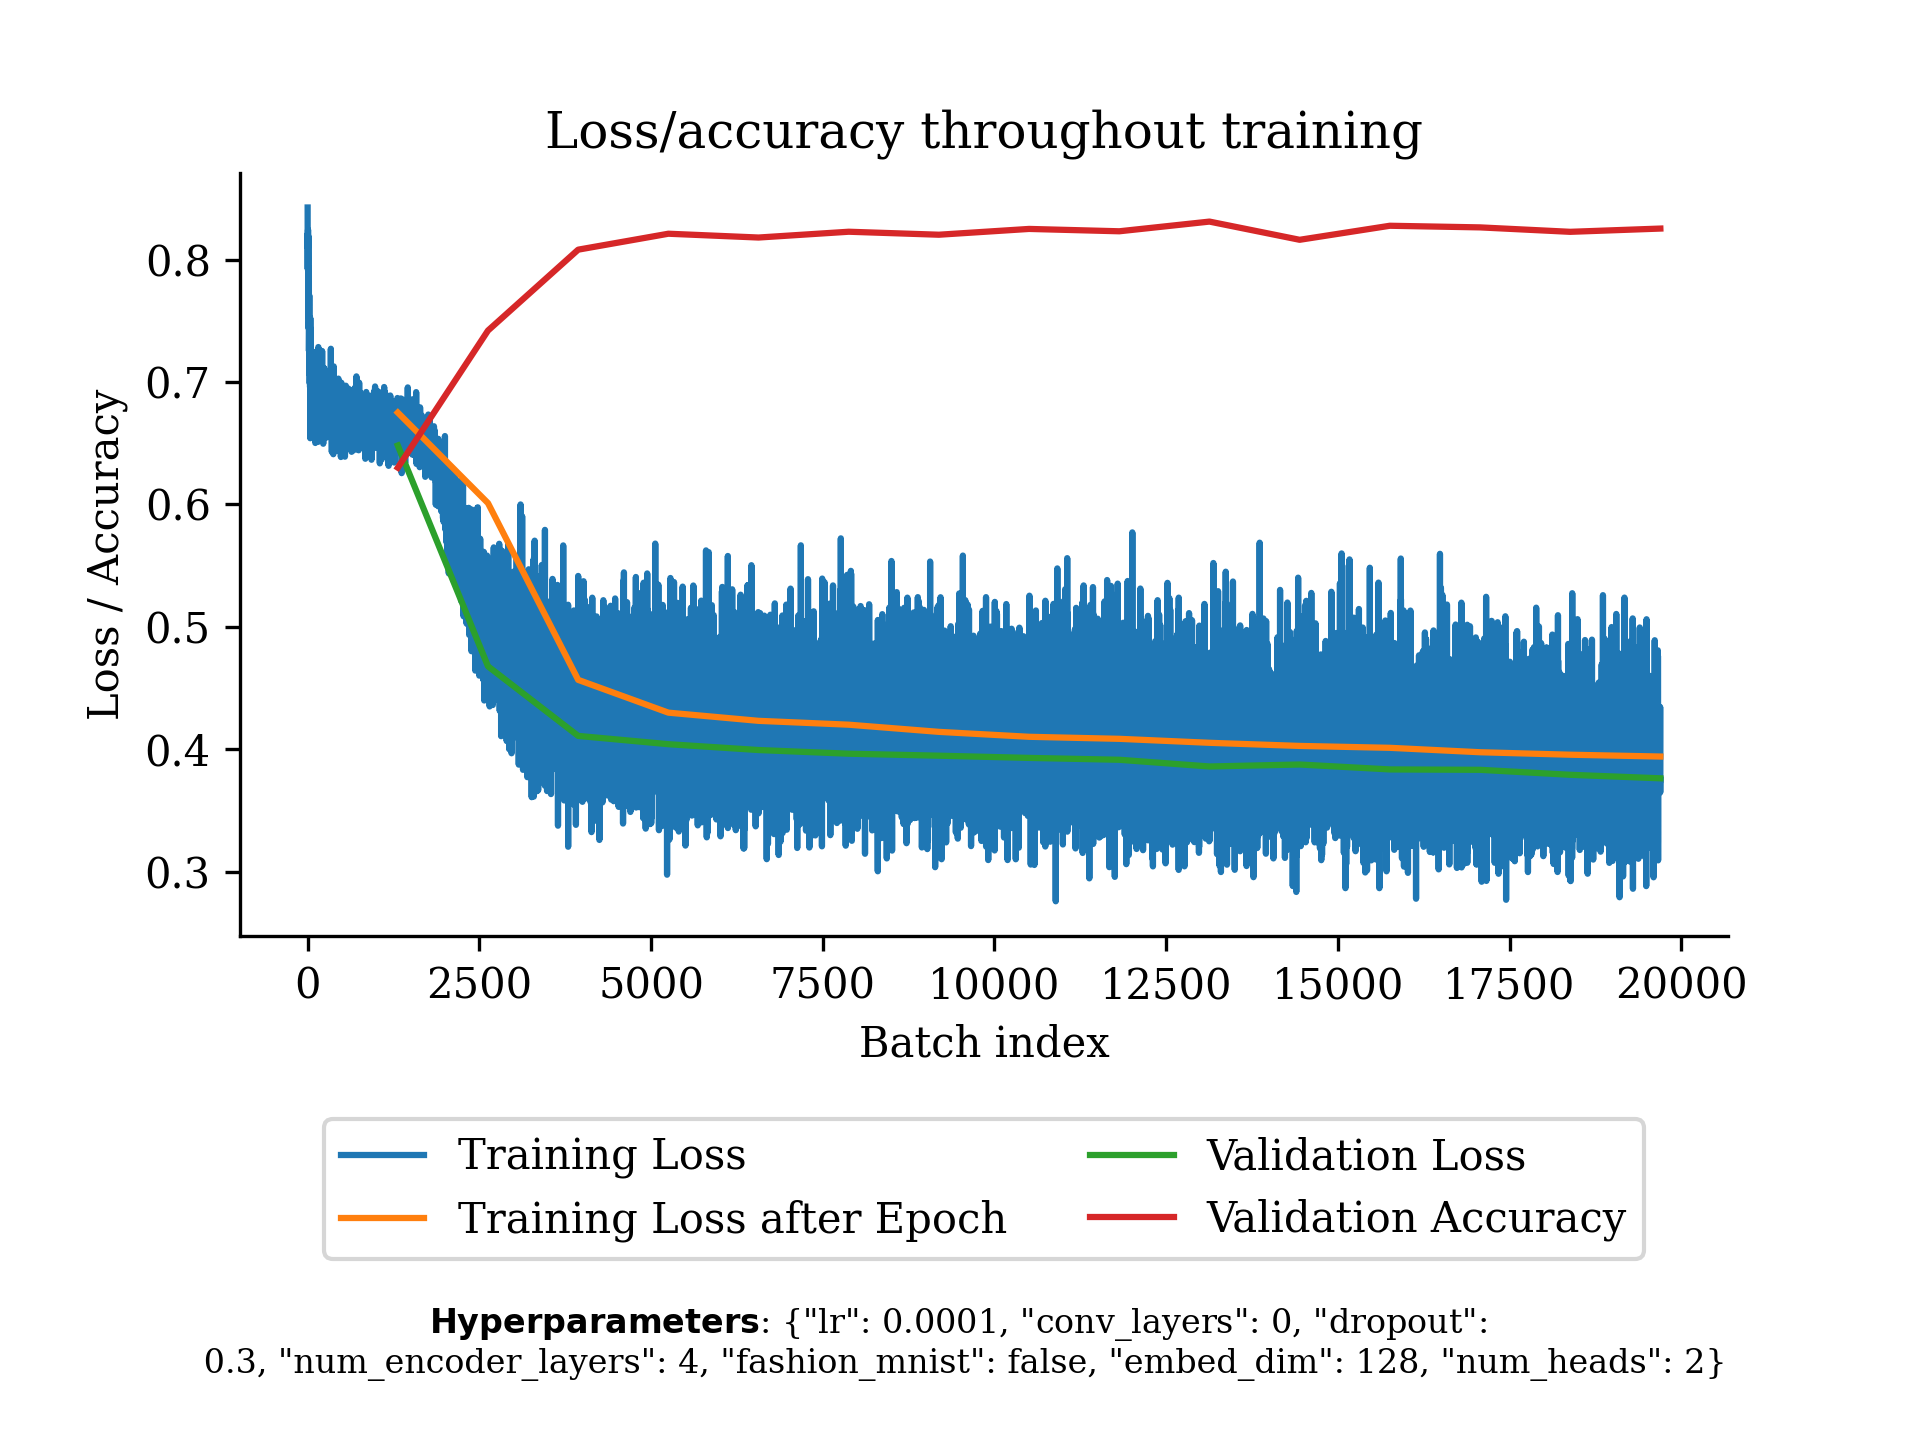 Loss/accuracy throughout training
Loss / Accuracy
0.8
0.7
0.6
0.5
0.4
0.3
0 2500 5000 7500 10000 12500 15000 17500 20000
Batch index
Training Loss
Training Loss after Epoch
Validation Loss
Validation Accuracy
Hyperparameters: {"lr": 0.0001, "conv_layers": 0, "dropout":
0.3, "num_encoder_layers": 4, "fashion_mnist": false, "embed_dim": 128, "num_heads": 2}